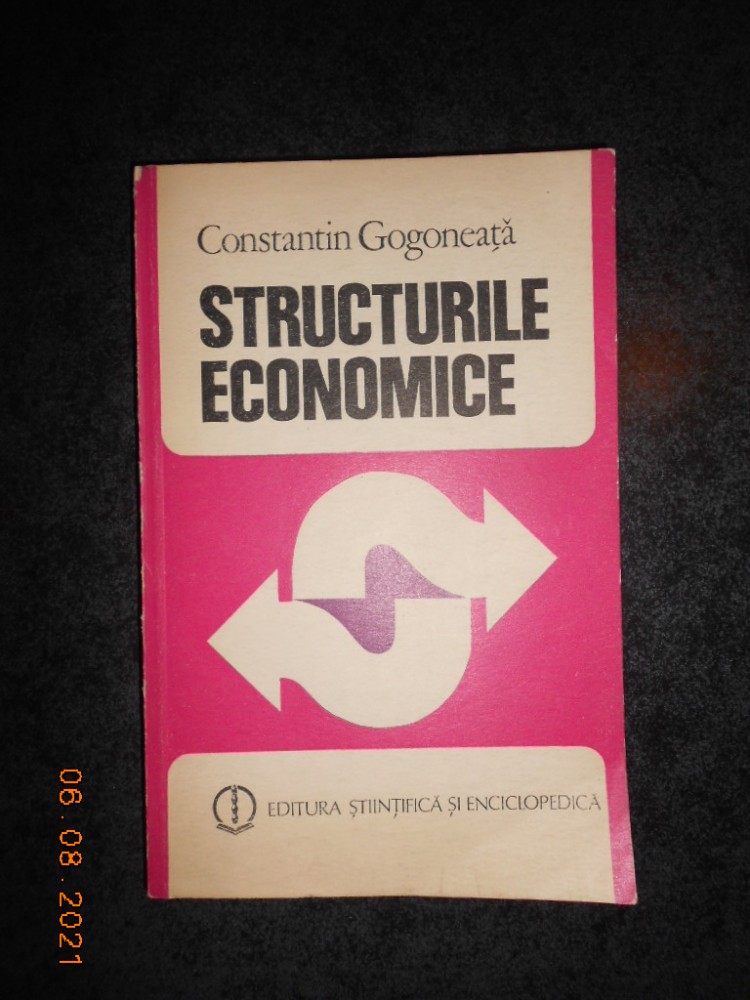 Constantin Gogoneață
STRUCTURILE
ECONOMICE
EDITURA ȘTIINȚIFICĂ ȘI ENCICLOPEDICĂ
06.08.2021